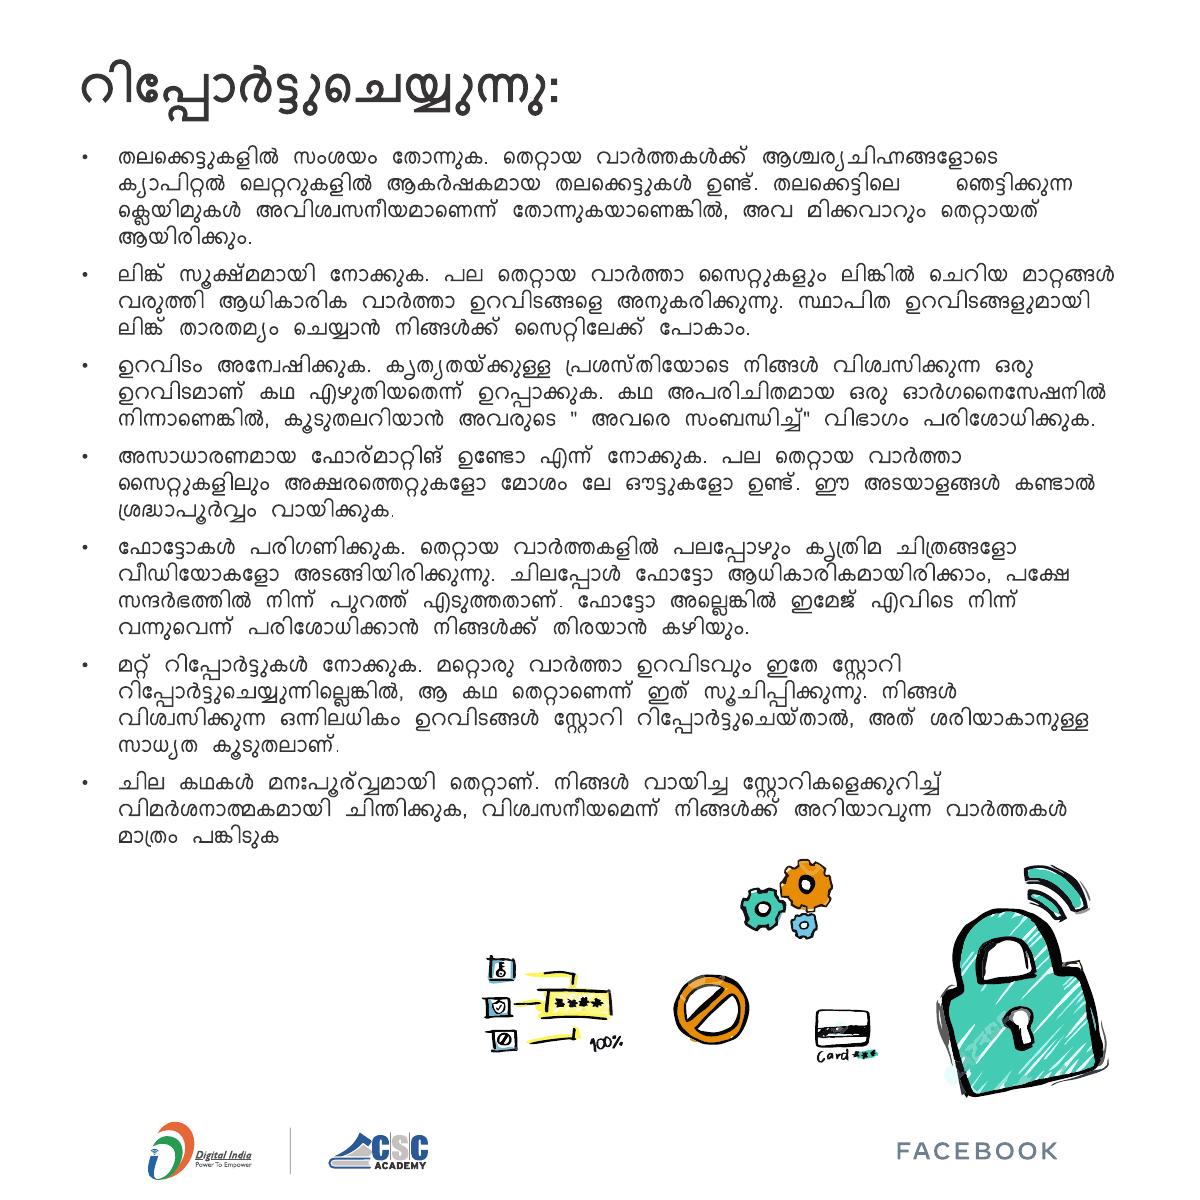 റിപ്പോർട്ടുചെയ്യുന്നു:
• തലക്കെട്ടുകളിൽ സംശയം തോന്നുക. തെറ്റായ വാർത്തകൾക്ക് ആശ്ചര്യചിഹ്നങ്ങളോടെ
ക്യാപിറ്റൽ ലെറ്ററുകളിൽ ആകർഷകമായ തലക്കെട്ടുകൾ ഉണ്ട്. തലക്കെട്ടിലെ ഞെട്ടിക്കുന്ന
ക്ലെയിമുകൾ അവിശ്വസനീയമാണെന്ന് തോന്നുകയാണെങ്കിൽ, അവ മിക്കവാറും തെറ്റായത്
ആയിരിക്കും.
• ലിങ്ക് സൂക്ഷ്മമായി നോക്കുക. പല തെറ്റായ വാർത്താ സൈറ്റുകളും ലിങ്കിൽ ചെറിയ മാറ്റങ്ങൾ
വരുത്തി ആധികാരിക വാർത്താ ഉറവിടങ്ങളെ അനുകരിക്കുന്നു. സ്ഥാപിത ഉറവിടങ്ങളുമായി
ലിങ്ക് താരതമ്യം ചെയ്യാൻ നിങ്ങൾക്ക് സൈറ്റിലേക്ക് പോകാം.
• ഉറവിടം അന്വേഷിക്കുക. കൃത്യതയ്ക്കുള്ള പ്രശസ്തിയോടെ നിങ്ങൾ വിശ്വസിക്കുന്ന ഒരു
ഉറവിടമാണ് കഥ എഴുതിയതെന്ന് ഉറപ്പാക്കുക. കഥ അപരിചിതമായ ഒരു ഓർഗനൈസേഷനിൽ
നിന്നാണെങ്കിൽ, കൂടുതലറിയാൻ അവരുടെ " അവരെ സംബന്ധിച്ച്" വിഭാഗം പരിശോധിക്കുക.
• അസാധാരണമായ ഫോര്മാറ്റിങ് ഉണ്ടോ എന്ന് നോക്കുക. പല തെറ്റായ വാർത്താ
സൈറ്റുകളിലും അക്ഷരത്തെറ്റുകളോ മോശം ലേ ഔട്ടുകളോ ഉണ്ട്. ഈ അടയാളങ്ങൾ കണ്ടാൽ
ശ്രദ്ധാപൂർവ്വം വായിക്കുക.
• ഫോട്ടോകൾ പരിഗണിക്കുക. തെറ്റായ വാർത്തകളിൽ പലപ്പോഴും കൃത്രിമ ചിത്രങ്ങളോ
വീഡിയോകളോ അടങ്ങിയിരിക്കുന്നു. ചിലപ്പോൾ ഫോട്ടോ ആധികാരികമായിരിക്കാം, പക്ഷേ
സന്ദർഭത്തിൽ നിന്ന് പുറത്ത് എടുത്തതാണ്. ഫോട്ടോ അല്ലെങ്കിൽ ഇമേജ് എവിടെ നിന്ന്
വന്നുവെന്ന് പരിശോധിക്കാൻ നിങ്ങൾക്ക് തിരയാൻ കഴിയും.
• മറ്റ് റിപ്പോർട്ടുകൾ നോക്കുക. മറ്റൊരു വാർത്താ ഉറവിടവും ഇതേ സ്റ്റോറി
റിപ്പോർട്ടുചെയ്യുന്നില്ലെങ്കിൽ, ആ കഥ തെറ്റാണെന്ന് ഇത് സൂചിപ്പിക്കുന്നു. നിങ്ങൾ
വിശ്വസിക്കുന്ന ഒന്നിലധികം ഉറവിടങ്ങൾ സ്റ്റോറി റിപ്പോർട്ടുചെയ്താൽ, അത് ശരിയാകാനുള്ള
സാധ്യത കൂടുതലാണ്.
• ചില കഥകൾ മനഃപൂര്വ്വമായി തെറ്റാണ്. നിങ്ങൾ വായിച്ച സ്റ്റോറികളെക്കുറിച്ച്
വിമർശനാത്മകമായി ചിന്തിക്കുക, വിശ്വസനീയമെന്ന് നിങ്ങൾക്ക് അറിയാവുന്ന വാർത്തകൾ
മാത്രം പങ്കിടുക
****
100%
Card ***
Digital India
Power To Empower
CSC
ACADEMY
FACEBOOK